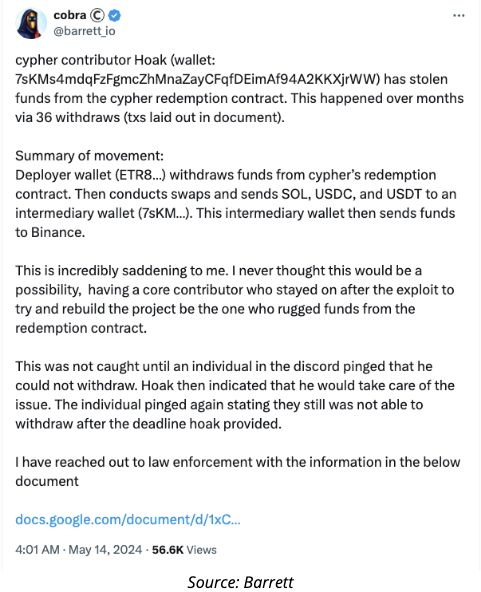 cobra ©
@barrett_io
cypher contributor Hoak (wallet:
7sKMs4mdqFzFgmcZhMnaZayCFqfDEimAf94A2KKXjrWW) has stolen
funds from the cypher redemption contract. This happened over months
via 36 withdraws (txs laid out in document).
Summary of movement:
Deployer wallet (ETR8...) withdraws funds from cypher's redemption
contract. Then conducts swaps and sends SOL, USDC, and USDT to an
intermediary wallet (7sKM...). This intermediary wallet then sends funds
to Binance.
This is incredibly saddening to me. I never thought this would be a
possibility,  having a core contributor who stayed on after the exploit to
try and rebuild the project be the one who rugged funds from the
redemption contract.
This was not caught until an individual in the discord pinged that he
could not withdraw. Hoak then indicated that he would take care of the
issue. The individual pinged again stating they still was not able to
withdraw after the deadline hoak provided.
I have reached out to law enforcement with the information in the below
document
docs.google.com/document/d/1xC...
4:01 AM · May 14, 2024 · 56.6K Views
Source: Barrett